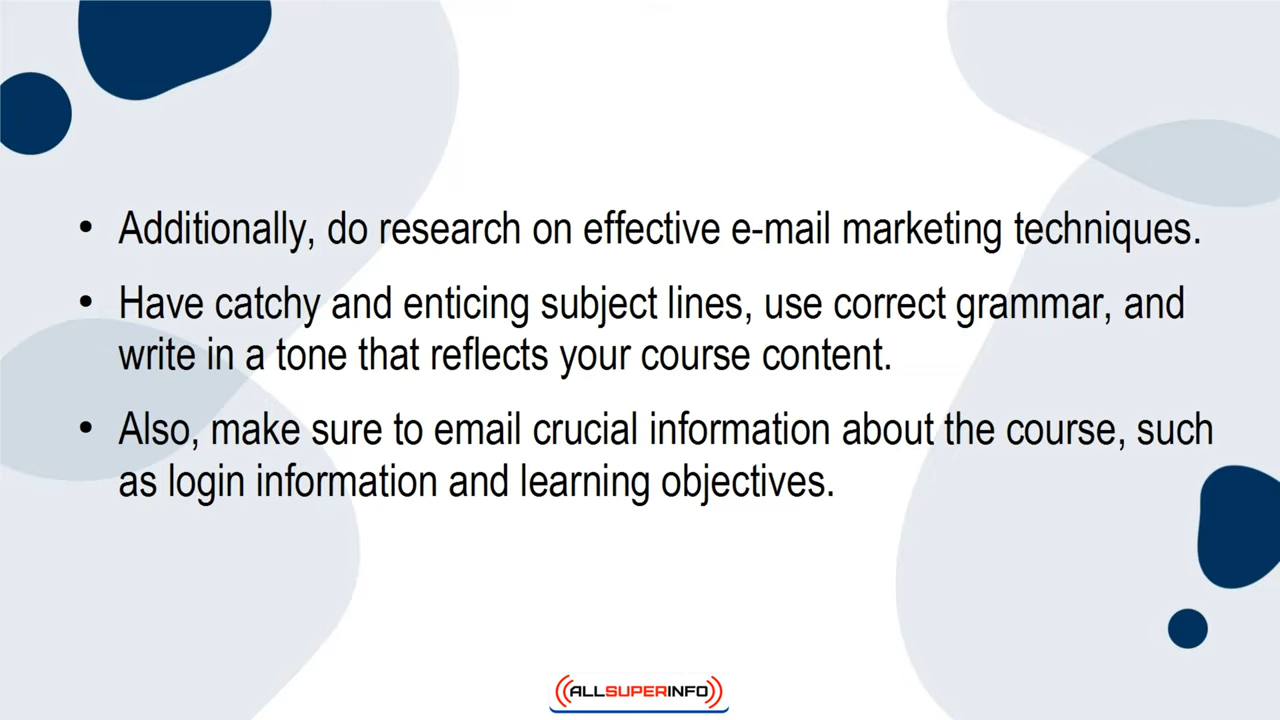 • Additionally, do research on effective e-mail marketing techniques.
• Have catchy and enticing subject lines, use correct grammar, and
write in a tone that reflects your course content.
• Also, make sure to email crucial information about the course, such
as login information and learning objectives.
ALLSUPERINFO